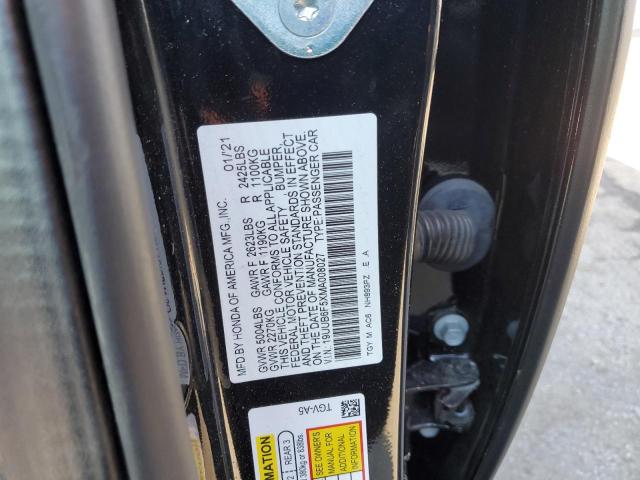 MFD.BY HONDA OF AMERICA MFG.,INC. 01/'21
GVWR 5004LBS GAWR F 2623LBS R 2425LBS
GVWR 2270KG GAWR F 1190KG R 1100KG
THIS VEHICLE CONFORMS TO ALL APPLICABLE
FEDERAL MOTOR VEHICLE SAFETY , BUMPER,
AND THEFT PREVENTION STANDARDS IN EFFECT
ON THE DATE OF MANUFACTURE SHOWN ABOVE.
V.I.N.:19UUB6F5XMA008027 TYPE:PASSENGER CAR
TGY M AC6 NH893PZ E .A
TGV-A5
REAR 3
SEE OWNER'S
MANUAL FOR
ADDITIONAL
INFORMATION